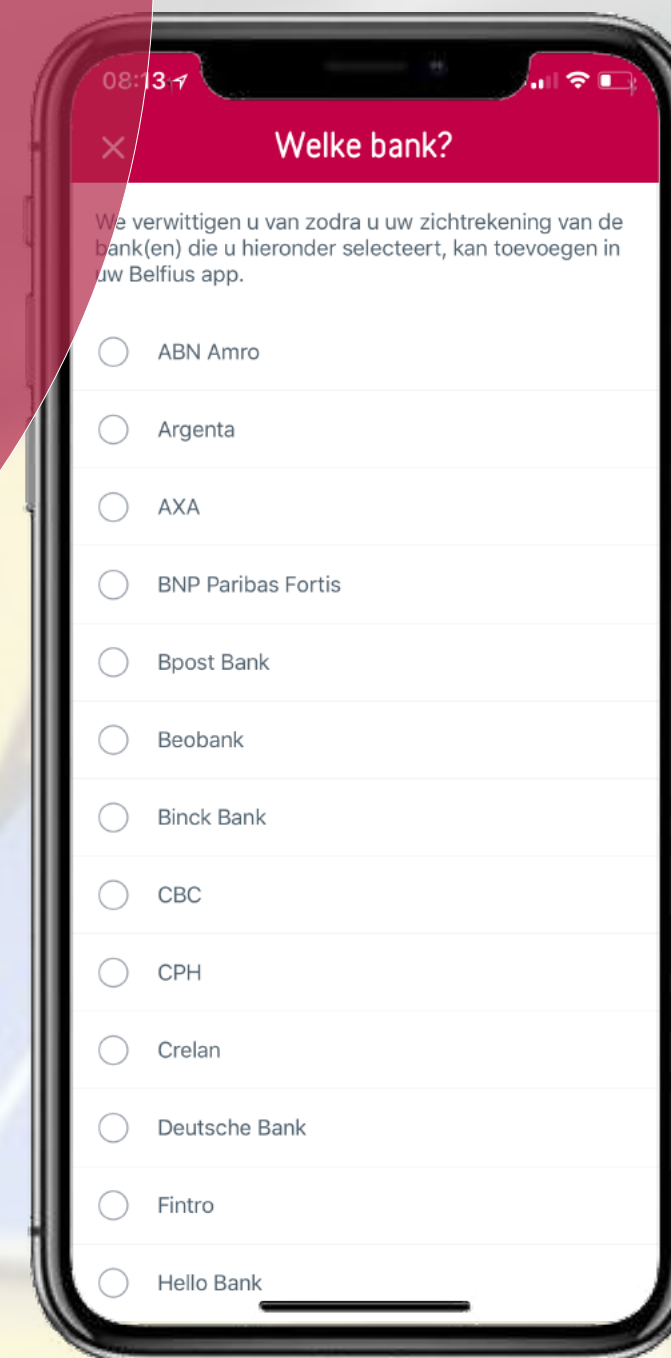 08:13
Welke bank?
We verwittigen u van zodra u uw zichtrekening van de
bank(en) die u hieronder selecteert, kan toevoegen in
uw Belfius app.
ABN Amro
Argenta
AXA
BNP Paribas Fortis
Bpost Bank
Beobank
Binck Bank
CBC
CPH
Crelan
Deutsche Bank
Fintro
Hello Bank